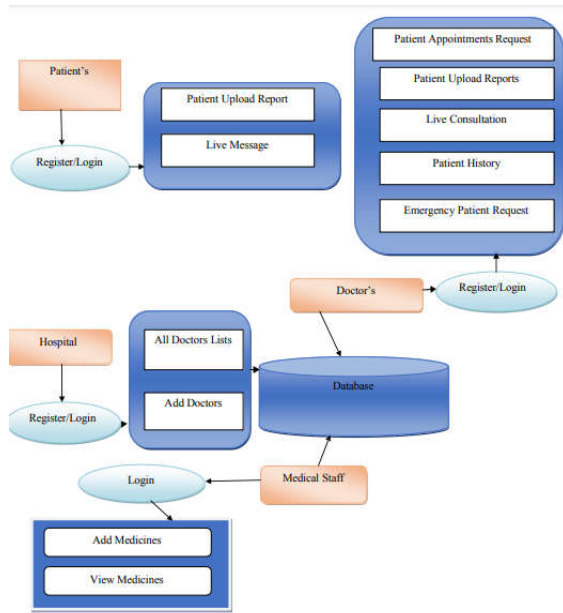 Patient's
Register/Login
Patient Upload Report
Live Message
Patient Appointments Request
Patient Upload Reports
Live Consultation
Patient History
Emergency Patient Request
Doctor's
Register/Login
Hospital
Register/Login
All Doctors Lists
Add Doctors
Database
Medical Staff
Login
Add Medicines
View Medicines